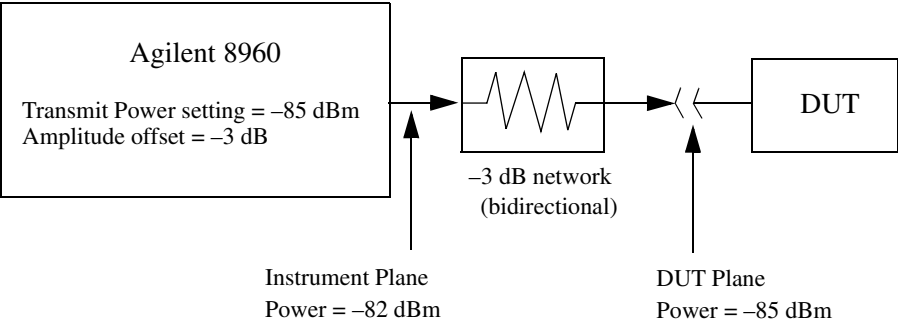 Agilent 8960
Transmit Power setting = –85 dBm
Amplitude offset = –3 dB
DUT
–3 dB network
(bidirectional)
Instrument Plane
Power = –82 dBm
DUT Plane
Power = –85 dBm